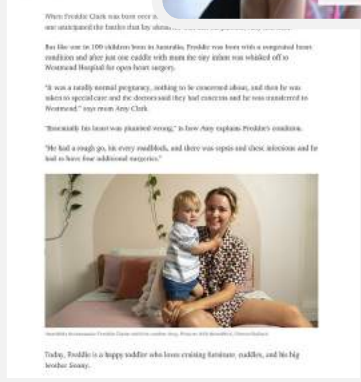 When Freddie Clark was born over a
one anticipated the battles that lay
But like one in 100 children born in Australia, Freddie was born with a congenital heart
condition and after just one cuddle with mum the tiny infant was whisked off to
Westmead Hospital for open-heart surgery.
"It was a totally normal pregnancy, nothing to be concerned about, and then he was
taken to special care and the doctors said they had concerns and he was transferred to
Westmead," says mum Amy Clark.
"Essentially his heart was plumbed wrong," is how Amy explains Freddie's condition.
"He had a rough go, hit every roadblock, and there was sepsis and chest infections and he
had to have four additional surgeries."
Today, Freddie is a happy toddler who loves cruising furniture, cuddles, and his big
brother Sonny.